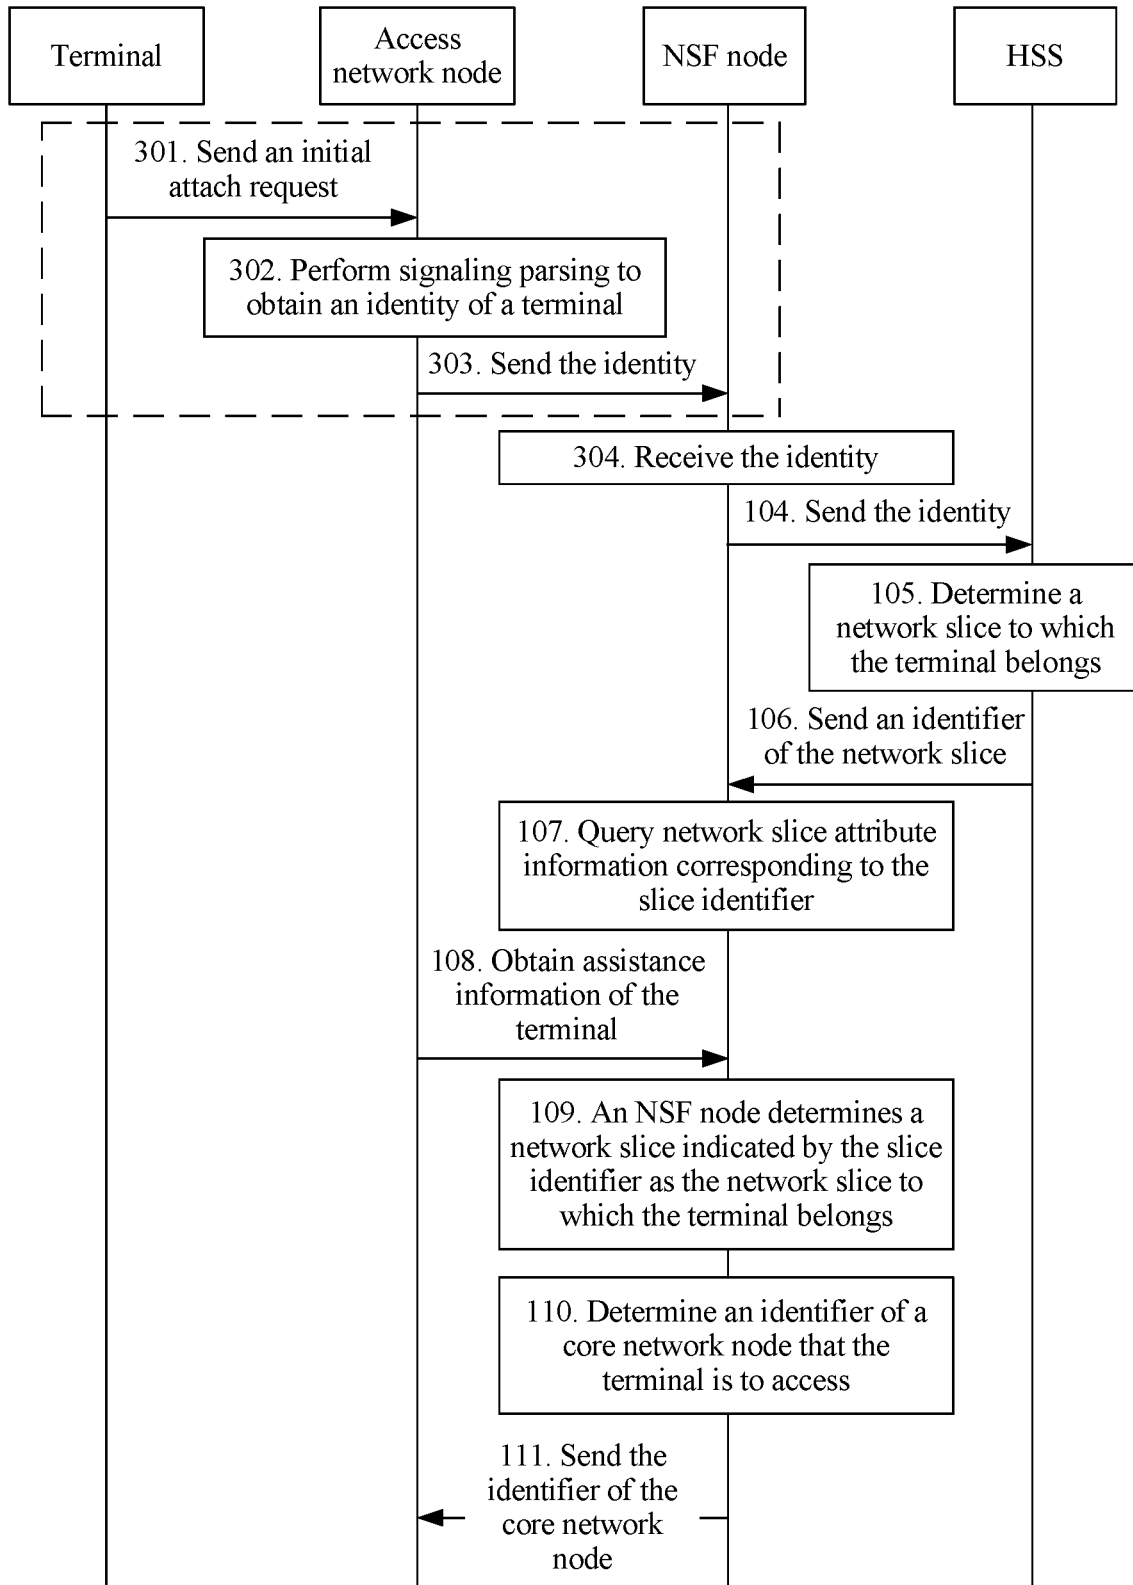 Terminal
Access
network node
NSF node
HSS
301. Send an initial
attach request
302. Perform signaling parsing to
obtain an identity of a terminal
303. Send the identity
304. Receive the identity
104. Send the identity
105. Determine a
network slice to which
the terminal belongs
106. Send an identifier
of the network slice
107. Query network slice attribute
information corresponding to the
slice identifier
108. Obtain assistance
information of the
terminal
109. An NSF node determines a
network slice indicated by the slice
identifier as the network slice to
which the terminal belongs
110. Determine an identifier of a
core network node that the
terminal is to access
111. Send the
identifier of the
core network
node